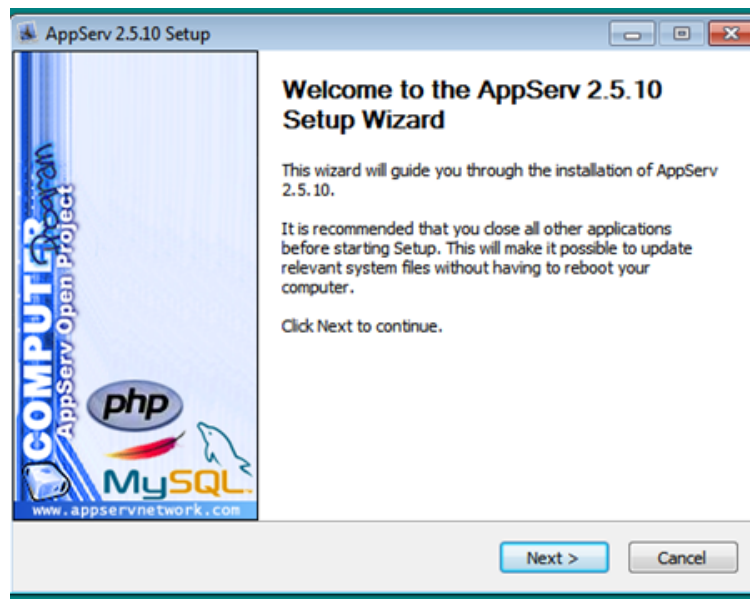 AppServ 2.5.10 Setup
Welcome to the AppServ 2.5.10
Setup Wizard
This wizard will guide you through the installation of AppServ
2.5.10.
It is recommended that you close all other applications
before starting Setup. This will make it possible to update
relevant system files without having to reboot your
computer.
Click Next to continue.
COMPUTER
Program
AppServ Open Project
php
MySQL
www.appservnetwork.com
Next >
Cancel